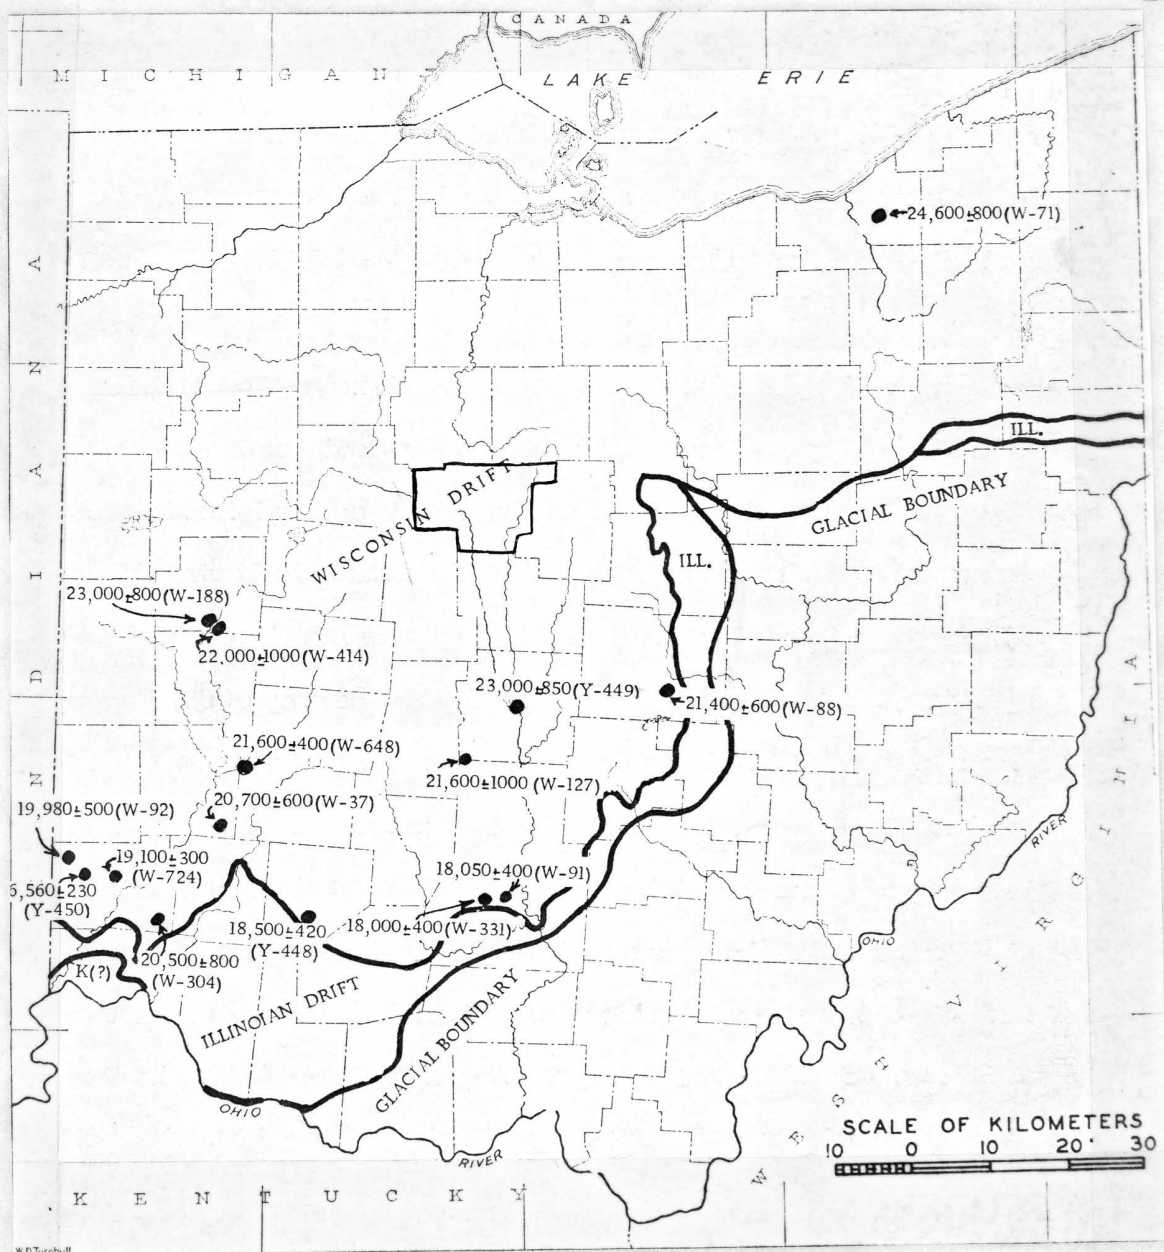 CANADA
MICHIGAN
LAKE ERIE
24,600±800(W-71)
INDIANA
ILL.
DRIFT
GLACIAL BOUNDARY
WISCONSIN
ILL.
23,000±800(W-188)
22,000±1000(W-414)
23,000±850(Y-449)
21,400±600(W-88)
21,600±400(W-648)
21,600±1000(W-127)
20,700±600(W-37)
19,980±500(W-92)
RIVER
19,100±300
(W-724)
18,050±400(W-91)
6,560±230
(Y-450)
18,000±400(W-331)
18,500±420
(Y-448)
OHIO
20,500±800
(W-304)
K(?)
ILLINOIAN DRIFT
GLACIAL BOUNDARY
OHIO
WEST VIRGINIA
SCALE OF KILOMETERS
10 0 10 20 30
RIVER
KENTUCKY
W.D.Turnbull